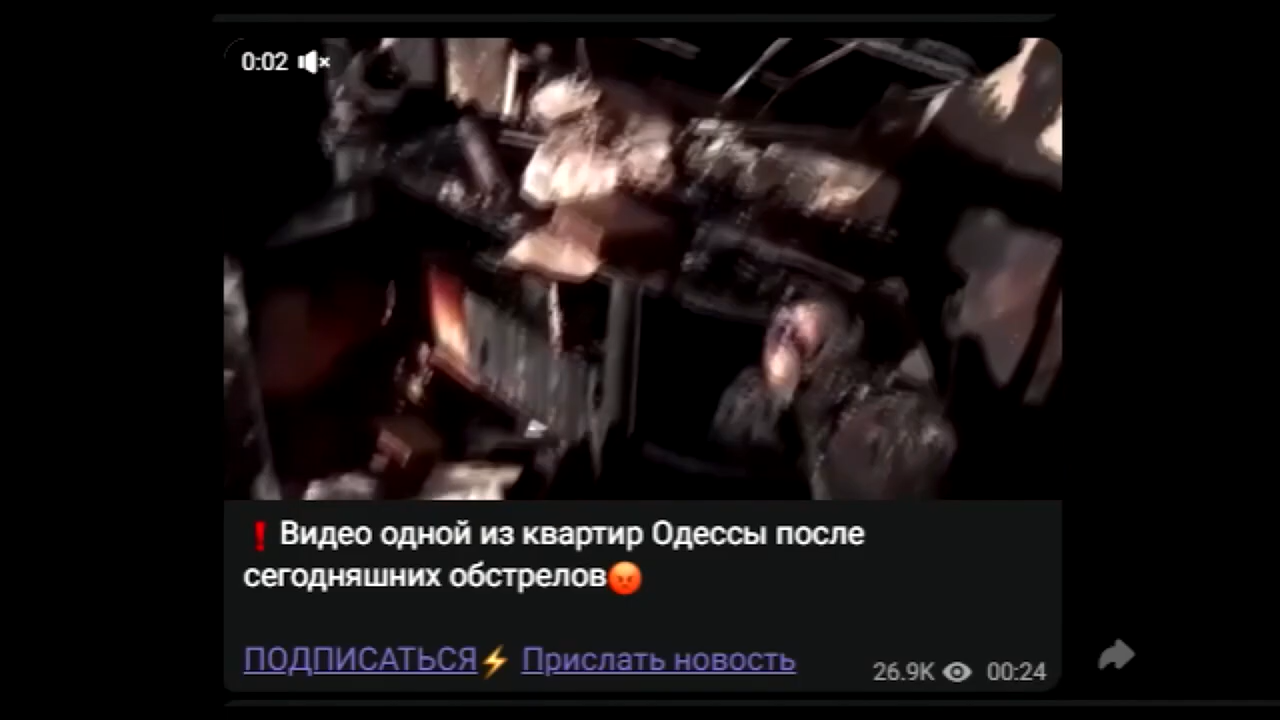 0:02
❗Видео одной из квартир Одессы после
сегодняшних обстрелов😡
ПОДПИСАТЬСЯ⚡ Прислать новость
26.9K 00:24